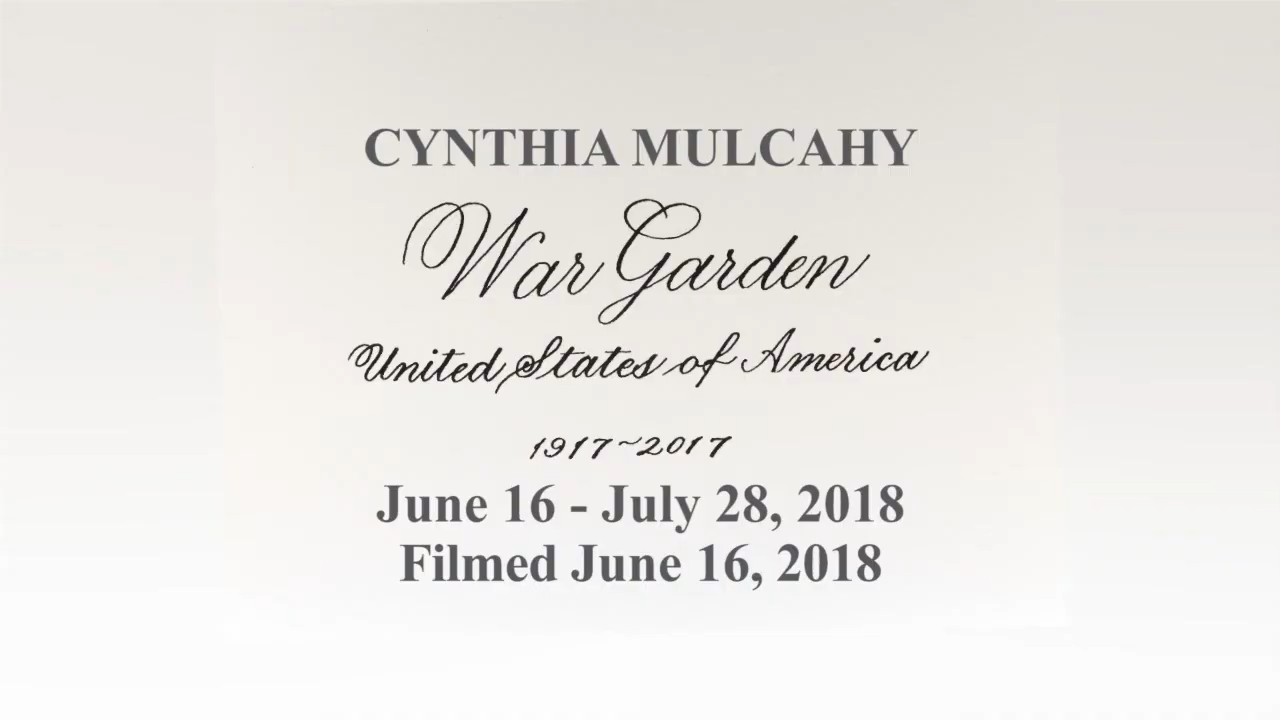 CYNTHIA MULCAHY
War Garden
United States of America
1917~2017
June 16 - July 28, 2018
Filmed June 16, 2018